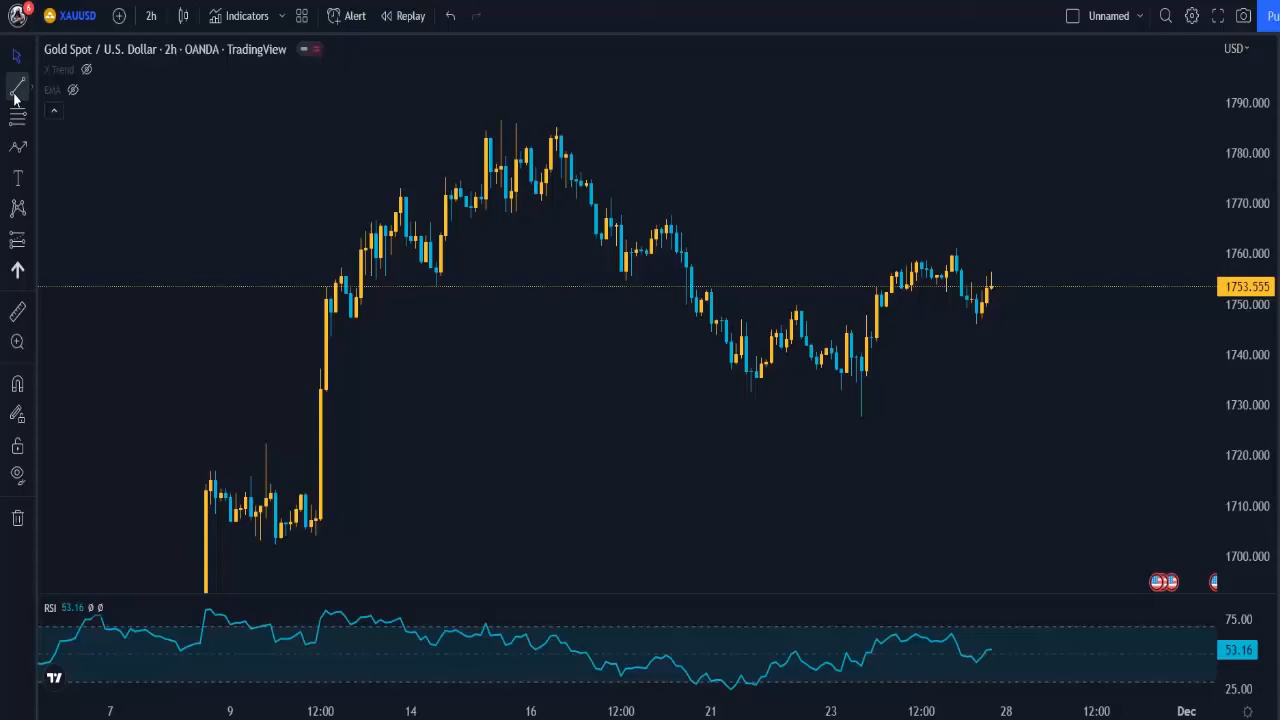 6
XAUUSD
2h
Indicators
Alert
Replay
Unnamed
Pu
Gold Spot / U.S. Dollar · 2h · OANDA · TradingView
USD
X Trend
EMA
1790.000
1780.000
1770.000
1760.000
1753.555
1750.000
1740.000
1730.000
1720.000
1710.000
1700.000
RSI 53.16 Ø Ø
75.00
53.16
25.00
7 9 12:00 14 16 12:00 21 23 12:00 28 12:00 Dec